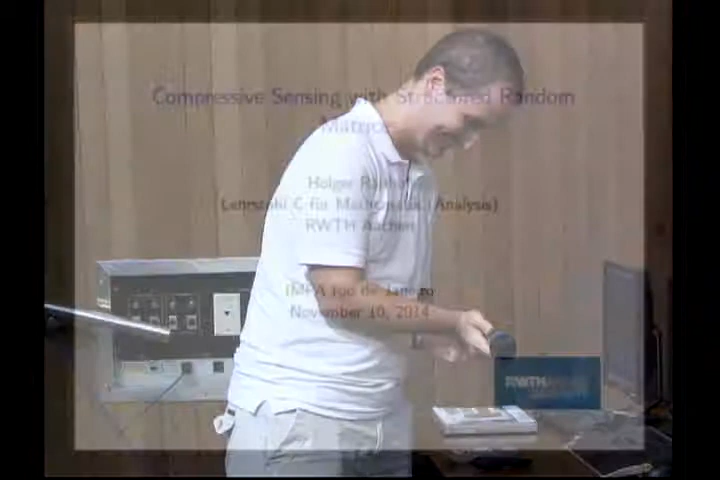 Compressive Sensing with Structured Random
Matrices
Holger
Lehrstuhl C für Mathematik (Analysis)
RWTH Aachen
IMPA Rio de Janeiro
November 10, 2014
RWTH